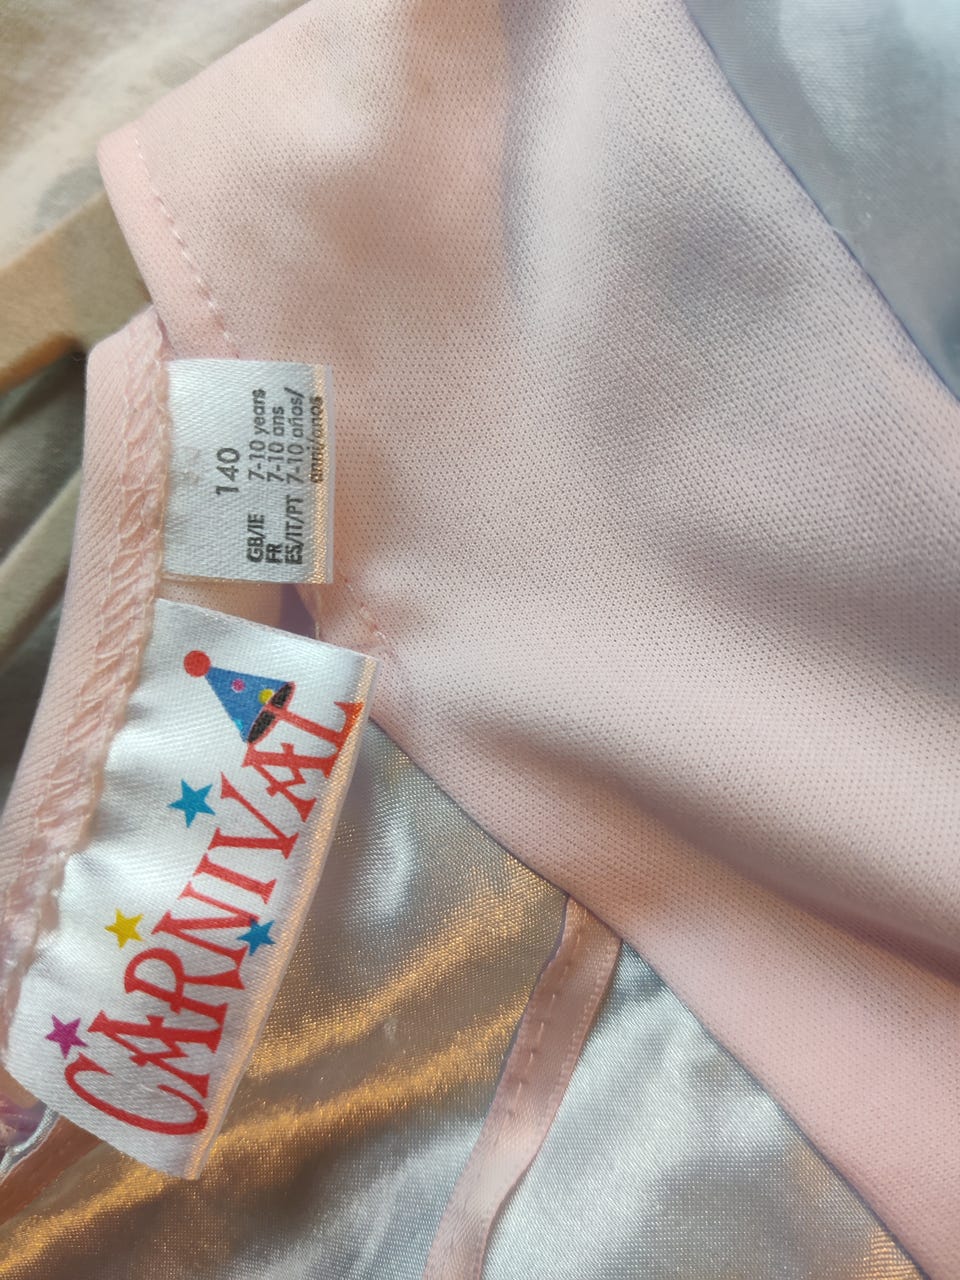 140
GB/IE 7-10 years
FR 7-10 ans
ES/IT/PT 7-10 años/
anni/anos
CARNIVAL